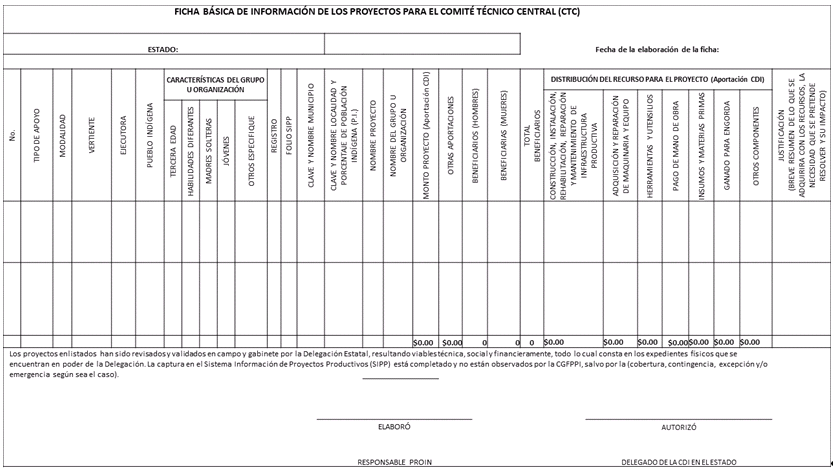 FICHA BÁSICA DE INFORMACIÓN DE LOS PROYECTOS PARA EL COMITÉ TÉCNICO CENTRAL (CTC)
ESTADO:
Fecha de la elaboración de la ficha:
No.
TIPO DE APOYO
MODALIDAD
VERTIENTE
EJECUTORA
PUEBLO INDÍGENA
CARACTERÍSTICAS DEL GRUPO
U ORGANIZACIÓN
TERCERA EDAD
HABILIDADES DIFERANTES
MADRES SOLTERAS
JÓVENES
OTROS ESPECIFIQUE
REGISTRO
FOLIO SIPP
CLAVE Y NOMBRE MUNICIPIO
CLAVE Y NOMBRE LOCALIDAD Y
PORCENTAJE DE POBLACIÓN
INDÍGENA (P.I.)
NOMBRE PROYECTO
NOMBRE DEL GRUPO U
ORGANIZACIÓN
MONTO PROYECTO (Aportación CDI)
OTRAS APORTACIONES
BENEFICIARIOS (HOMBRES)
BENEFICIARIAS (MUJERES)
TOTAL
BENEFICIARIOS
DISTRIBUCIÓN DEL RECURSO PARA EL PROYECTO (Aportación CDI)
CONSTRUCCIÓN, INSTALACIÓN,
REHABILITACIÓN, REPARACIÓN
Y MANTENIMIENTO DE
INFRAESTRUCTURA
PRODUCTIVA
ADQUISICIÓN Y REPARACIÓN
DE MAQUINARIA Y EQUIPO
HERRAMIENTAS Y UTENSILIOS
PAGO DE MANO DE OBRA
INSUMOS Y MATERIAS PRIMAS
GANADO PARA ENGORDA
OTROS COMPONENTES
JUSTIFICACIÓN
(BREVE RESUMEN DE LO QUE SE
ADQUIRIRA CON LOS RECURSOS, LA
NECESIDAD QUE SE PRETENDE
RESOLVER Y SU IMPACTO)
$0.00 $0.00 0 0 0 $0.00 $0.00 $0.00 $0.00 $0.00 $0.00 $0.00
Los proyectos enlistados han sido revisados y validados en campo y gabinete por la Delegación Estatal, resultando viables técnica, social y financieramente, todo lo cual consta en los expedientes físicos que se
encuentran en poder de la Delegación. La captura en el Sistema Información de Proyectos Productivos (SIPP) está completado y no están observados por la CGFPPI, salvo por la (cobertura, contingencia, excepción y/o
emergencia según sea el caso).
ELABORÓ
AUTORIZÓ
RESPONSABLE PROIN
DELEGADO DE LA CDI EN EL ESTADO